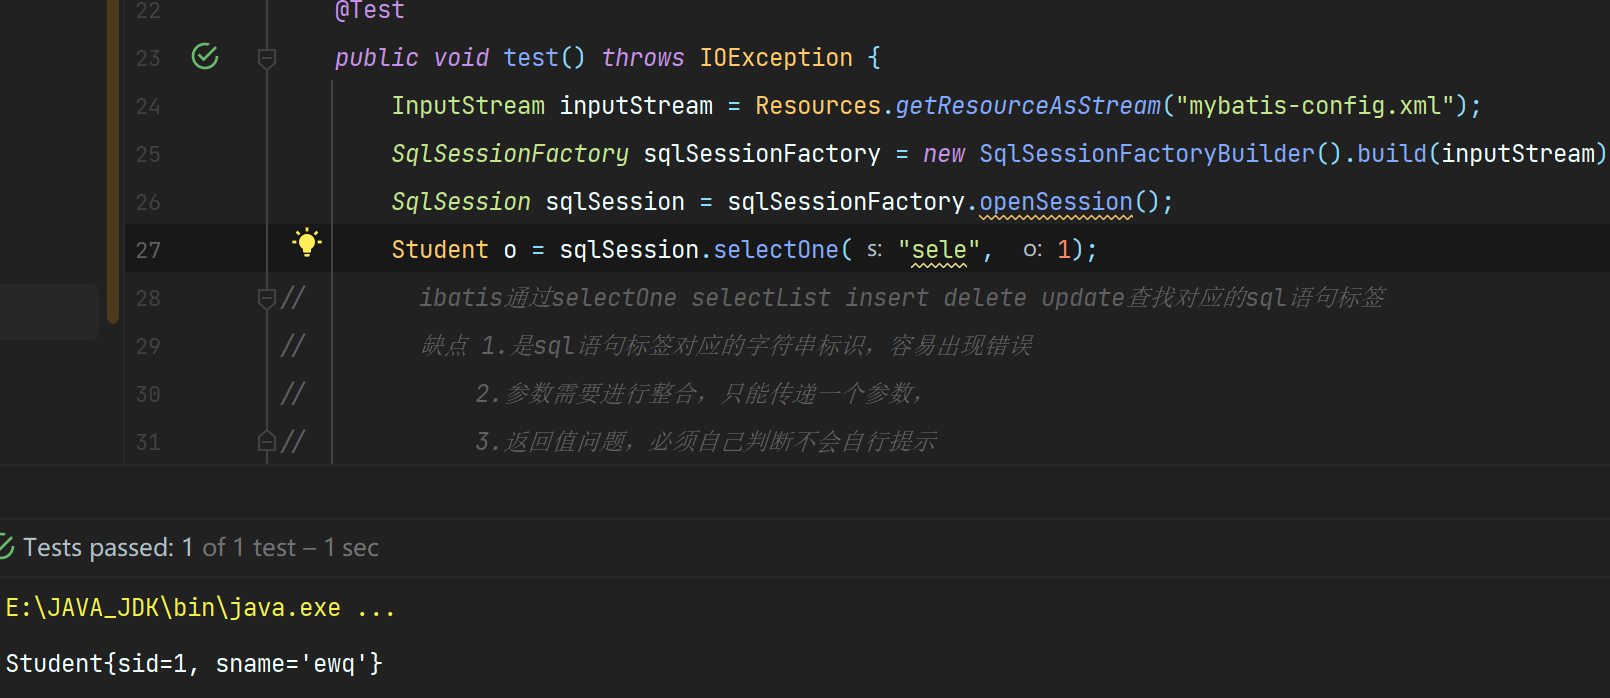 22 @Test
23 public void test() throws IOException {
24 InputStream inputStream = Resources.getResourceAsStream("mybatis-config.xml");
25 SqlSessionFactory sqlSessionFactory = new SqlSessionFactoryBuilder().build(inputStream)
26 SqlSession sqlSession = sqlSessionFactory.openSession();
27 Student o = sqlSession.selectOne( s: "sele", o: 1);
28 // ibatis通过selectOne selectList insert delete update查找对应的sql语句标签
29 // 缺点 1.是sql语句标签对应的字符串标识，容易出现错误
30 // 2.参数需要进行整合，只能传递一个参数，
31 // 3.返回值问题，必须自己判断不会自行提示
Tests passed: 1 of 1 test – 1 sec
E:\JAVA_JDK\bin\java.exe ...
Student{sid=1, sname='ewq'}